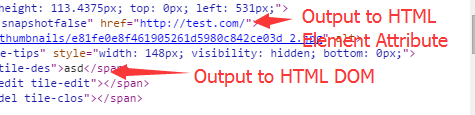 height: 113.4375px; top: 0px; left: 531px;">
snapshotfalse" href="http://test.com/">
Output to HTML
Element Attribute
thumbnails/e81fe0e8f461905261d5980c842ce03d_2.
e-tips" style="width: 148px; visibility: hidden; bottom: 0px;">
tile-des">asd</span>
Output to HTML DOM
edit tile-edit"></span>
del tile-clos"></span>